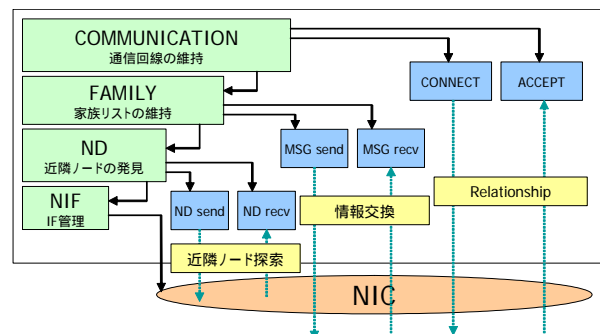 COMMUNICATION
通信回線の維持
CONNECT
ACCEPT
FAMILY
家族リストの維持
MSG send
MSG recv
ND
近隣ノードの発見
Relationship
NIF
IF管理
ND send
ND recv
情報交換
近隣ノード探索
NIC